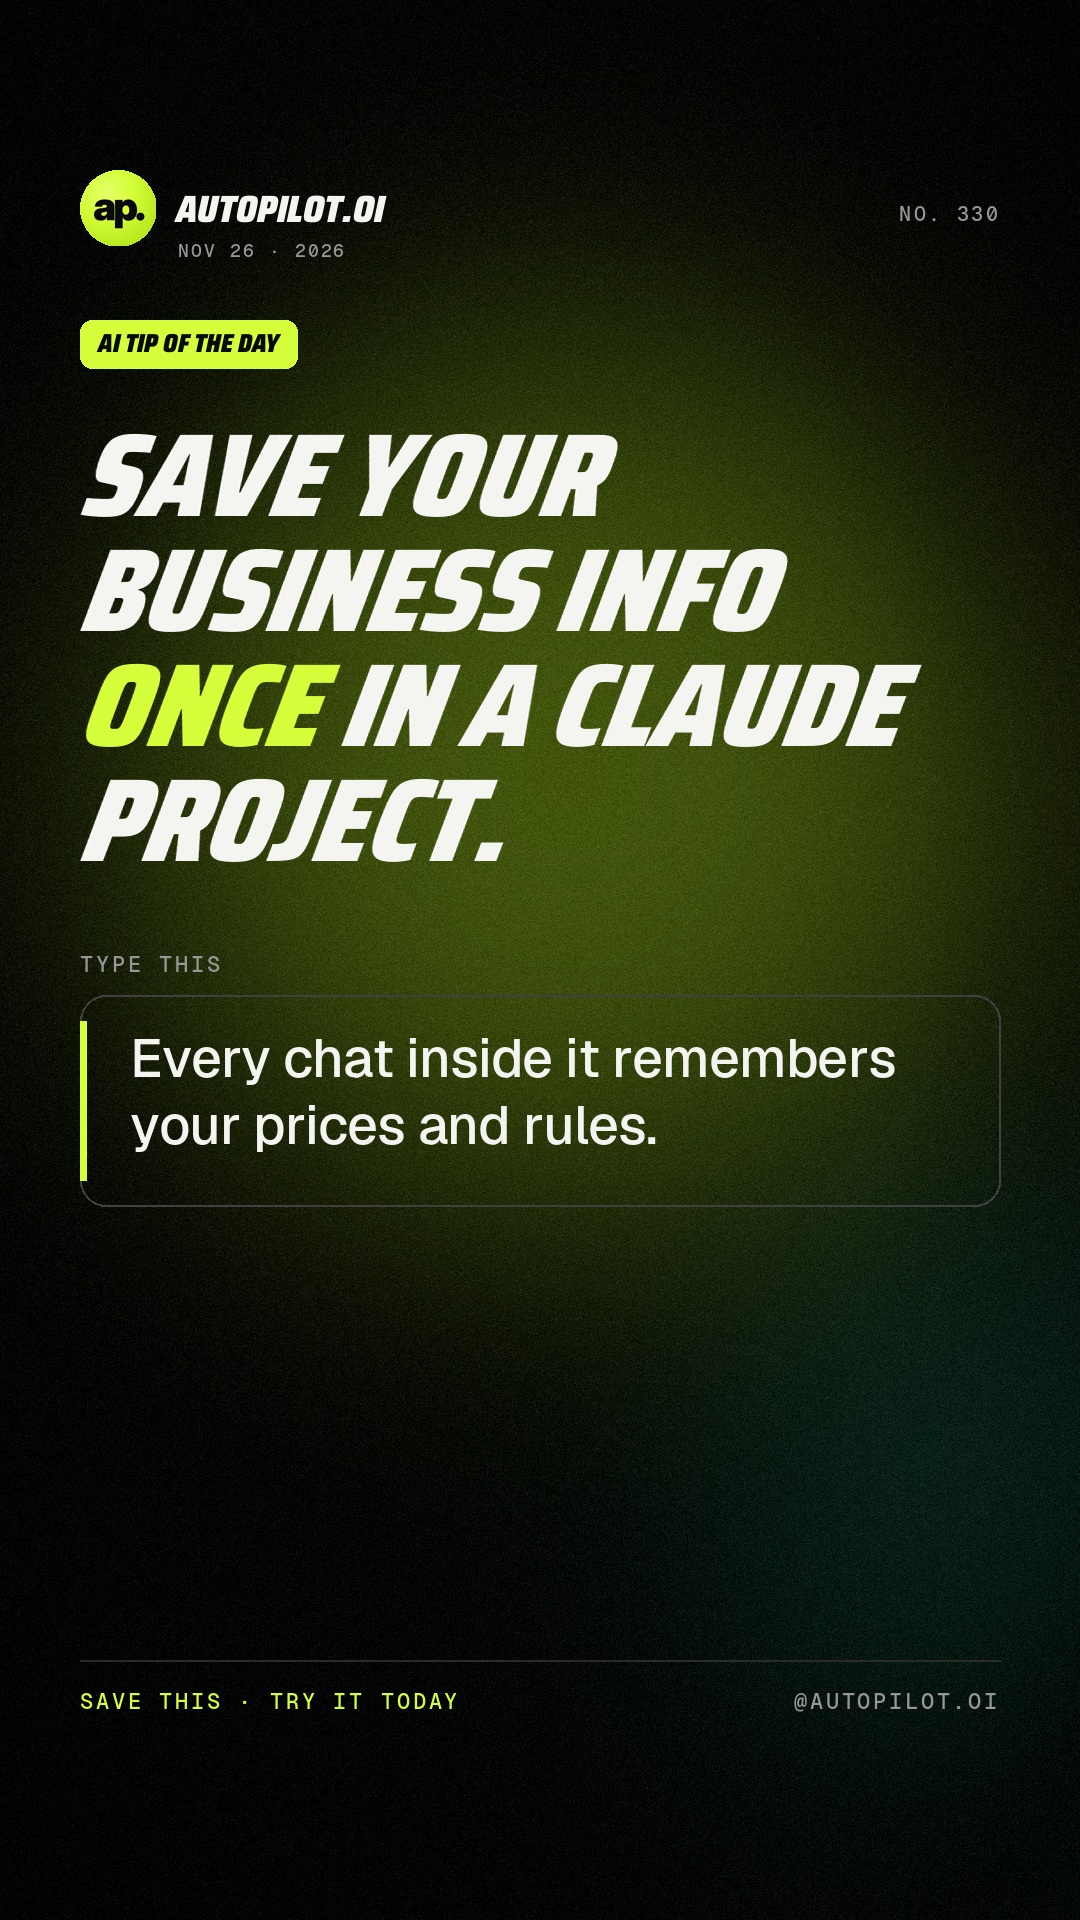 ap.
AUTOPILOT.OI
NOV 26 · 2026
NO. 330
AI TIP OF THE DAY
SAVE YOUR
BUSINESS INFO
ONCE IN A CLAUDE
PROJECT.
TYPE THIS
Every chat inside it remembers
your prices and rules.
SAVE THIS · TRY IT TODAY
@AUTOPILOT.OI